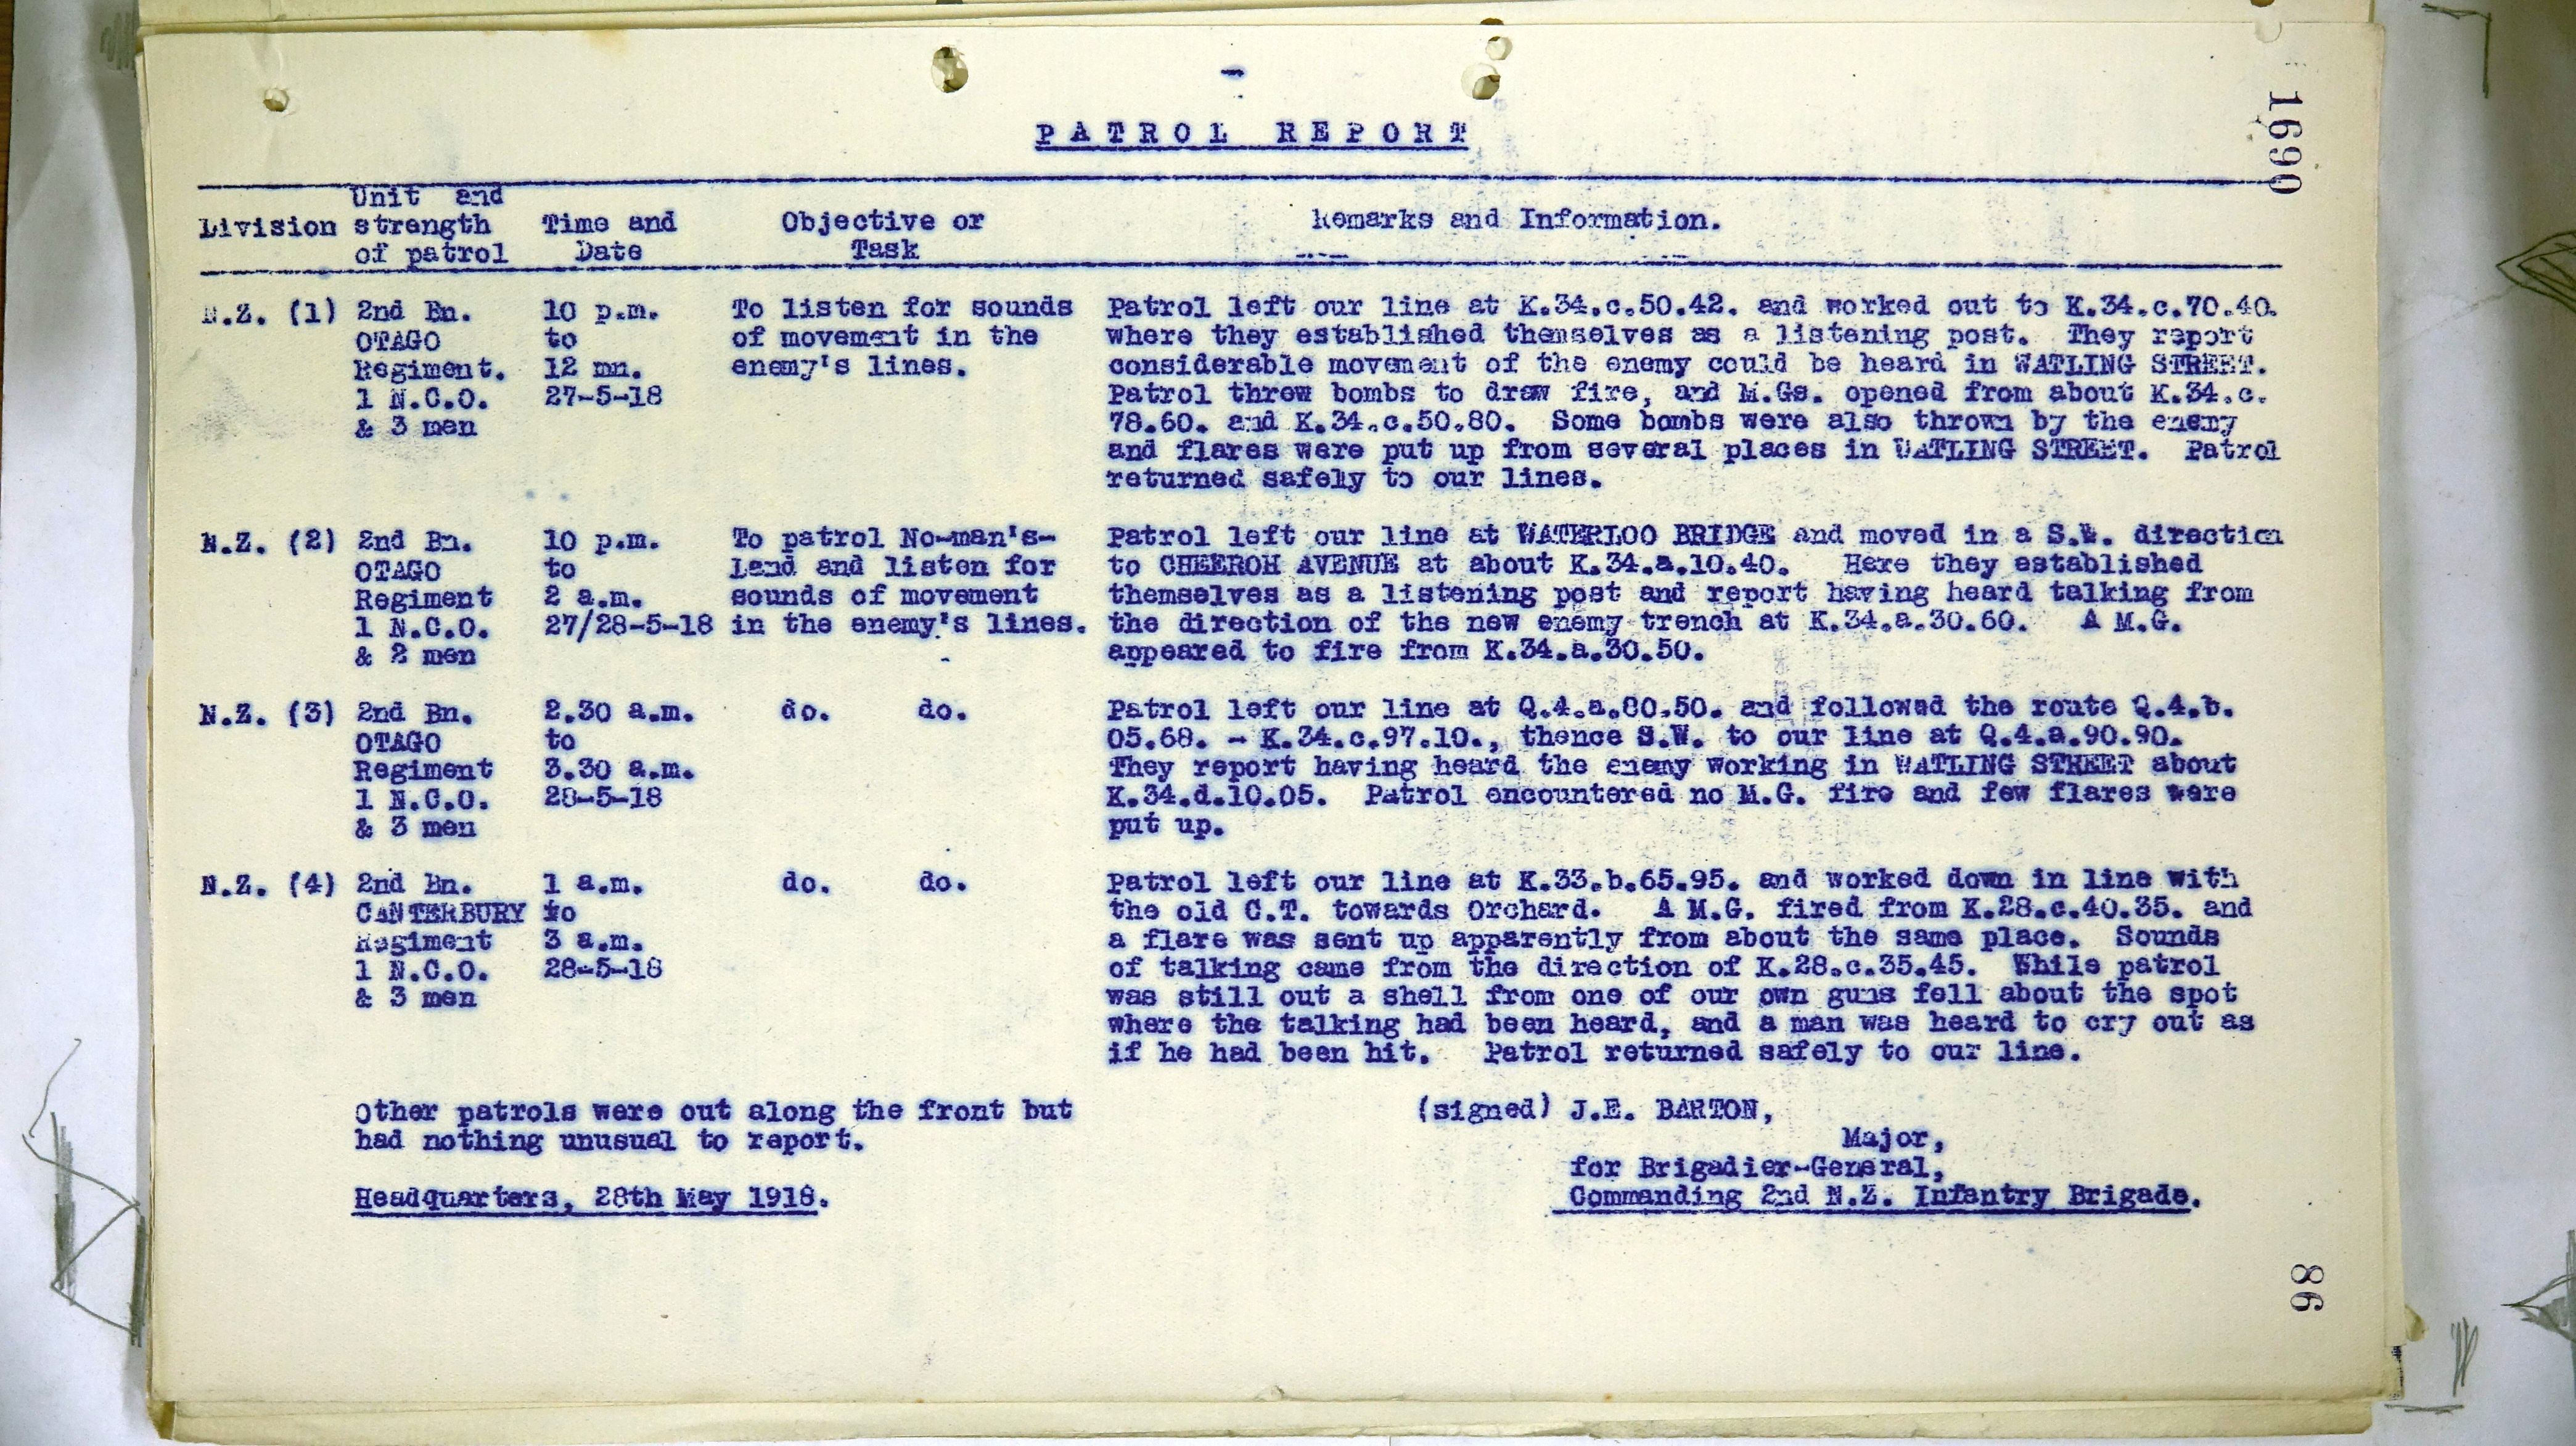 PATROL REPORT
1690
Division
Unit and strength of patrol
Time and Date
Objective or Task
Remarks and Information.
N.Z. (1)
2nd Bn.
OTAGO
Regiment.
1 N.C.O.
& 3 men
10 p.m.
to
12 mn.
27-5-18
To listen for sounds
of movement in the
enemy's lines.
Patrol left our line at K.34.c.50.42. and worked out to K.34.c.70.40.
where they established themselves as a listening post. They report
considerable movement of the enemy could be heard in WATLING STREET.
Patrol threw bombs to draw fire, and M.Gs. opened from about K.34.c.
78.60. and K.34.c.50.80. Some bombs were also thrown by the enemy
and flares were put up from several places in WATLING STREET. Patrol
returned safely to our lines.
N.Z. (2)
2nd Bn.
OTAGO
Regiment
1 N.C.O.
& 2 men
10 p.m.
to
2 a.m.
27/28-5-18
To patrol No-man's-
Land and listen for
sounds of movement
in the enemy's lines.
Patrol left our line at WATERLOO BRIDGE and moved in a direction
to CHEEROH AVENUE at about K.34.a.10.40. Here they established
themselves as a listening post and report having heard talking from
the direction of the new enemy trench at K.34.a.30.60. A M.G.
appeared to fire from K.34.a.30.50.
N.Z. (3)
2nd Bn.
OTAGO
Regiment
1 N.C.O.
& 3 men
2.30 a.m.
to
3.30 a.m.
28-5-18
do. do.
Patrol left our line at Q.4.a.80.50. and followed the route Q.4.b.
05.68. - K.34.c.97.10., thence S.W. to our line at Q.4.a.90.90.
They report having heard the enemy working in WATLING STREET about
K.34.d.10.05. Patrol encountered no M.G. fire and few flares were
put up.
N.Z. (4)
2nd Bn.
CANTERBURY
Regiment
1 N.C.O.
& 3 men
1 a.m.
to
3 a.m.
28-5-18
do. do.
Patrol left our line at K.33.b.65.95. and worked down in line with
the old C.T. towards Orchard. A M.G. fired from K.28.c.40.35. and
a flare was sent up apparently from about the same place. Sounds
of talking came from the direction of K.28.c.35.45. While patrol
was still out a shell from one of our own guns fell about the spot
where the talking had been heard, and a man was heard to cry out as
if he had been hit. Patrol returned safely to our line.
Other patrols were out along the front but
had nothing unusual to report.
Headquarters, 28th May 1918.
(signed) J.E. BARTON,
Major,
for Brigadier-General,
Commanding 2nd N.Z. Infantry Brigade.
86